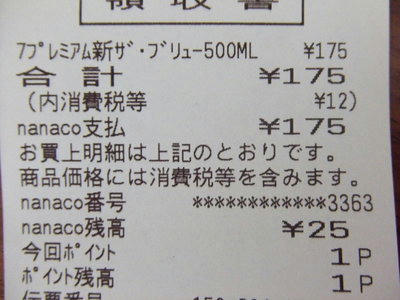 領収書
7プレミアム新ザ・ブリュー500ML ¥175
合計 ¥175
(内消費税等 ¥12)
nanaco支払 ¥175
お買上明細は上記のとおりです。
商品価格には消費税等を含みます。
nanaco番号 ************3363
nanaco残高 ¥25
今回ポイント 1P
ポイント残高 1P
伝票番号